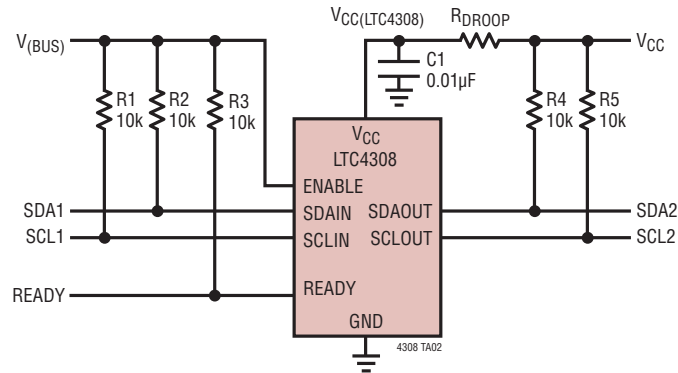 VCC(LTC4308)
RDROOP
V(BUS)
VCC
C1
0.01µF
R1
10k
R2
10k
R3
10k
R4
10k
R5
10k
VCC
LTC4308
ENABLE
SDA1
SDAIN
SDAOUT
SDA2
SCL1
SCLIN
SCLOUT
SCL2
READY
READY
GND
4308 TA02